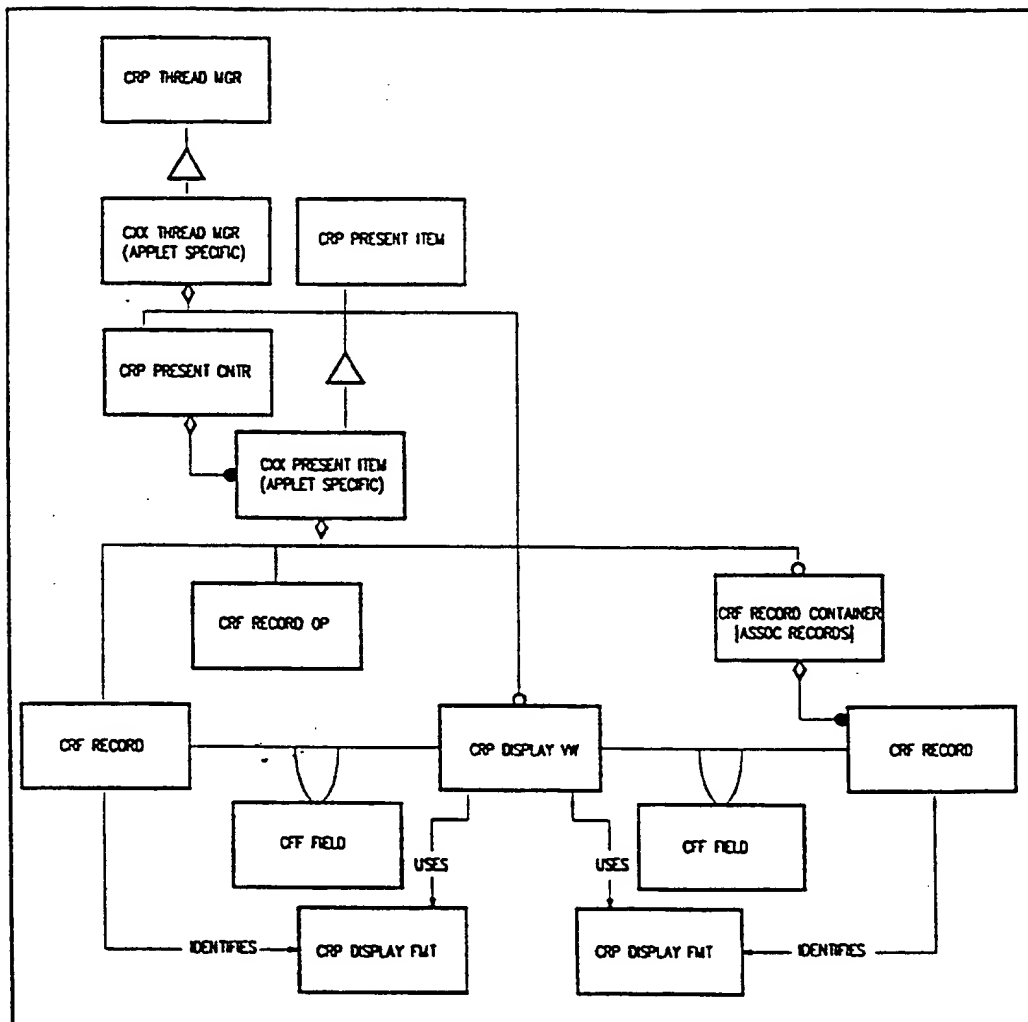 CRP THREAD MGR
CXX THREAD MGR
(APPLET SPECIFIC)
CRP PRESENT ITEM
CRP PRESENT CNTR
CXX PRESENT ITEM
(APPLET SPECIFIC)
CRF RECORD OP
CRF RECORD CONTAINER
|ASSOC RECORDS|
CRF RECORD
CRP DISPLAY VW
CRF RECORD
CFF FIELD
CFF FIELD
USES
USES
IDENTIFIES
CRP DISPLAY FMT
CRP DISPLAY FMT
IDENTIFIES